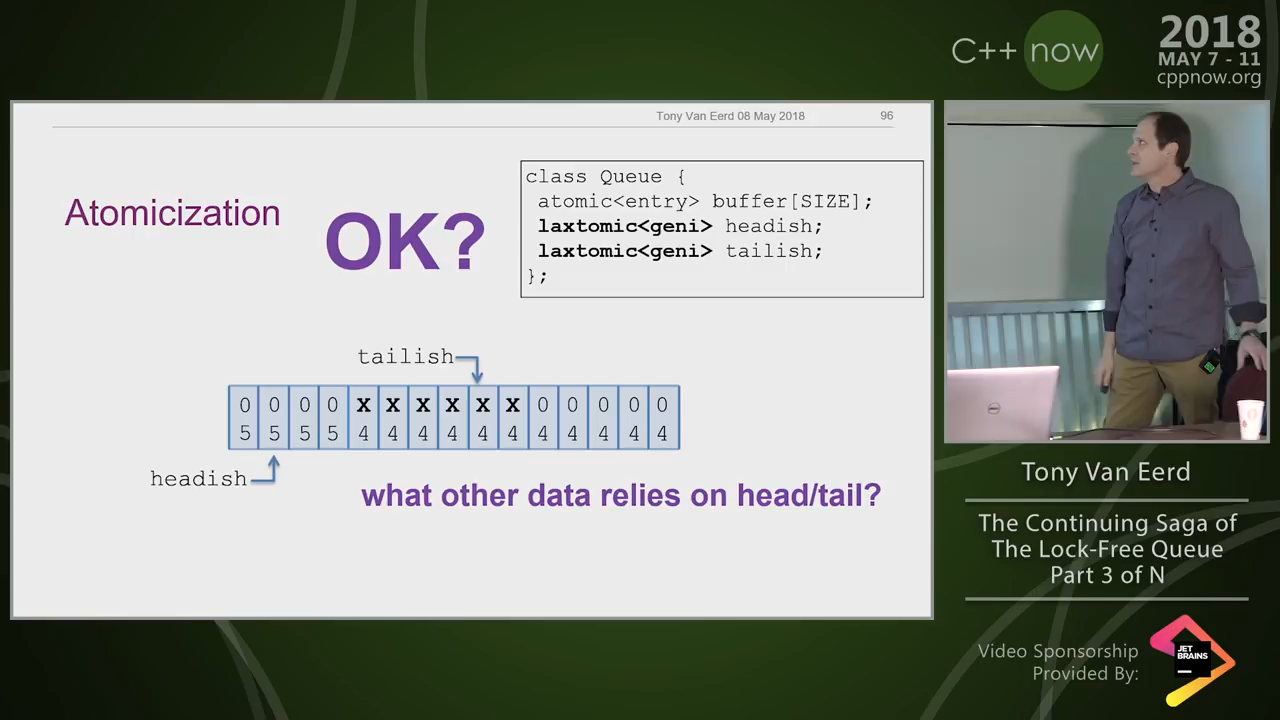 C++ now
2018
MAY 7 - 11
cppnow.org
Tony Van Eerd 08 May 2018 96
Atomicization
OK?
class Queue {
atomic<entry> buffer[SIZE];
laxtomic<geni> headish;
laxtomic<geni> tailish;
};
tailish
0 0 0 0 x x x x x x 0 0 0 0 0
5 5 5 5 4 4 4 4 4 4 4 4 4 4 4
headish
what other data relies on head/tail?
Tony Van Eerd
The Continuing Saga of
The Lock-Free Queue
Part 3 of N
Video Sponsorship
Provided By:
JET
BRAINS